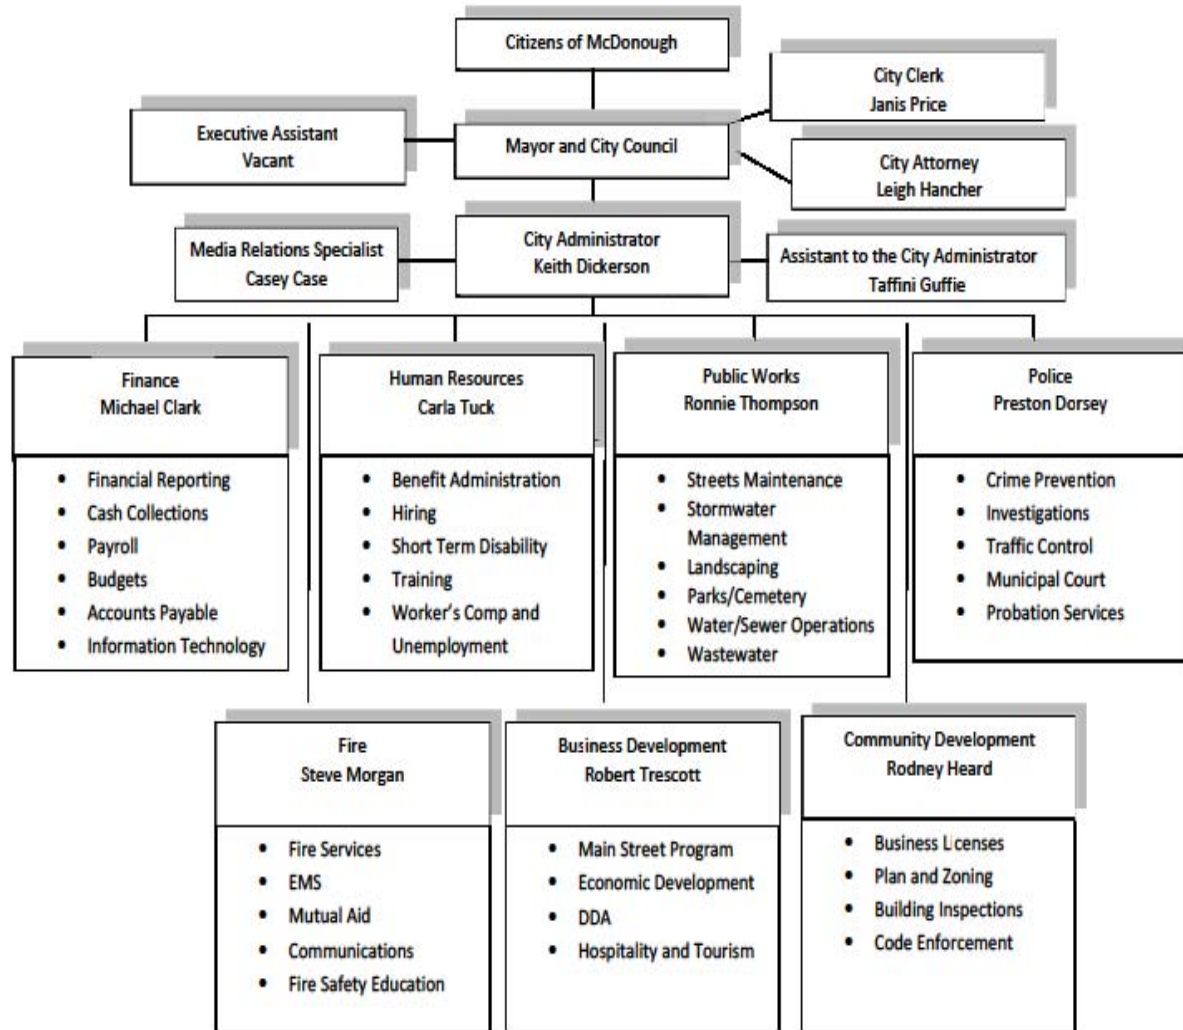 Citizens of McDonough
City Clerk
Janis Price
Executive Assistant
Vacant
Mayor and City Council
City Attorney
Leigh Hancher
Media Relations Specialist
Casey Case
City Administrator
Keith Dickerson
Assistant to the City Administrator
Taffini Guffie
Finance
Michael Clark
• Financial Reporting
• Cash Collections
• Payroll
• Budgets
• Accounts Payable
• Information Technology
Human Resources
Carla Tuck
• Benefit Administration
• Hiring
• Short Term Disability
• Training
• Worker's Comp and
Unemployment
Public Works
Ronnie Thompson
• Streets Maintenance
• Stormwater
Management
• Landscaping
• Parks/Cemetery
• Water/Sewer Operations
• Wastewater
Police
Preston Dorsey
• Crime Prevention
• Investigations
• Traffic Control
• Municipal Court
• Probation Services
Fire
Steve Morgan
• Fire Services
• EMS
• Mutual Aid
• Communications
• Fire Safety Education
Business Development
Robert Trescott
• Main Street Program
• Economic Development
• DDA
• Hospitality and Tourism
Community Development
Rodney Heard
• Business Licenses
• Plan and Zoning
• Building Inspections
• Code Enforcement